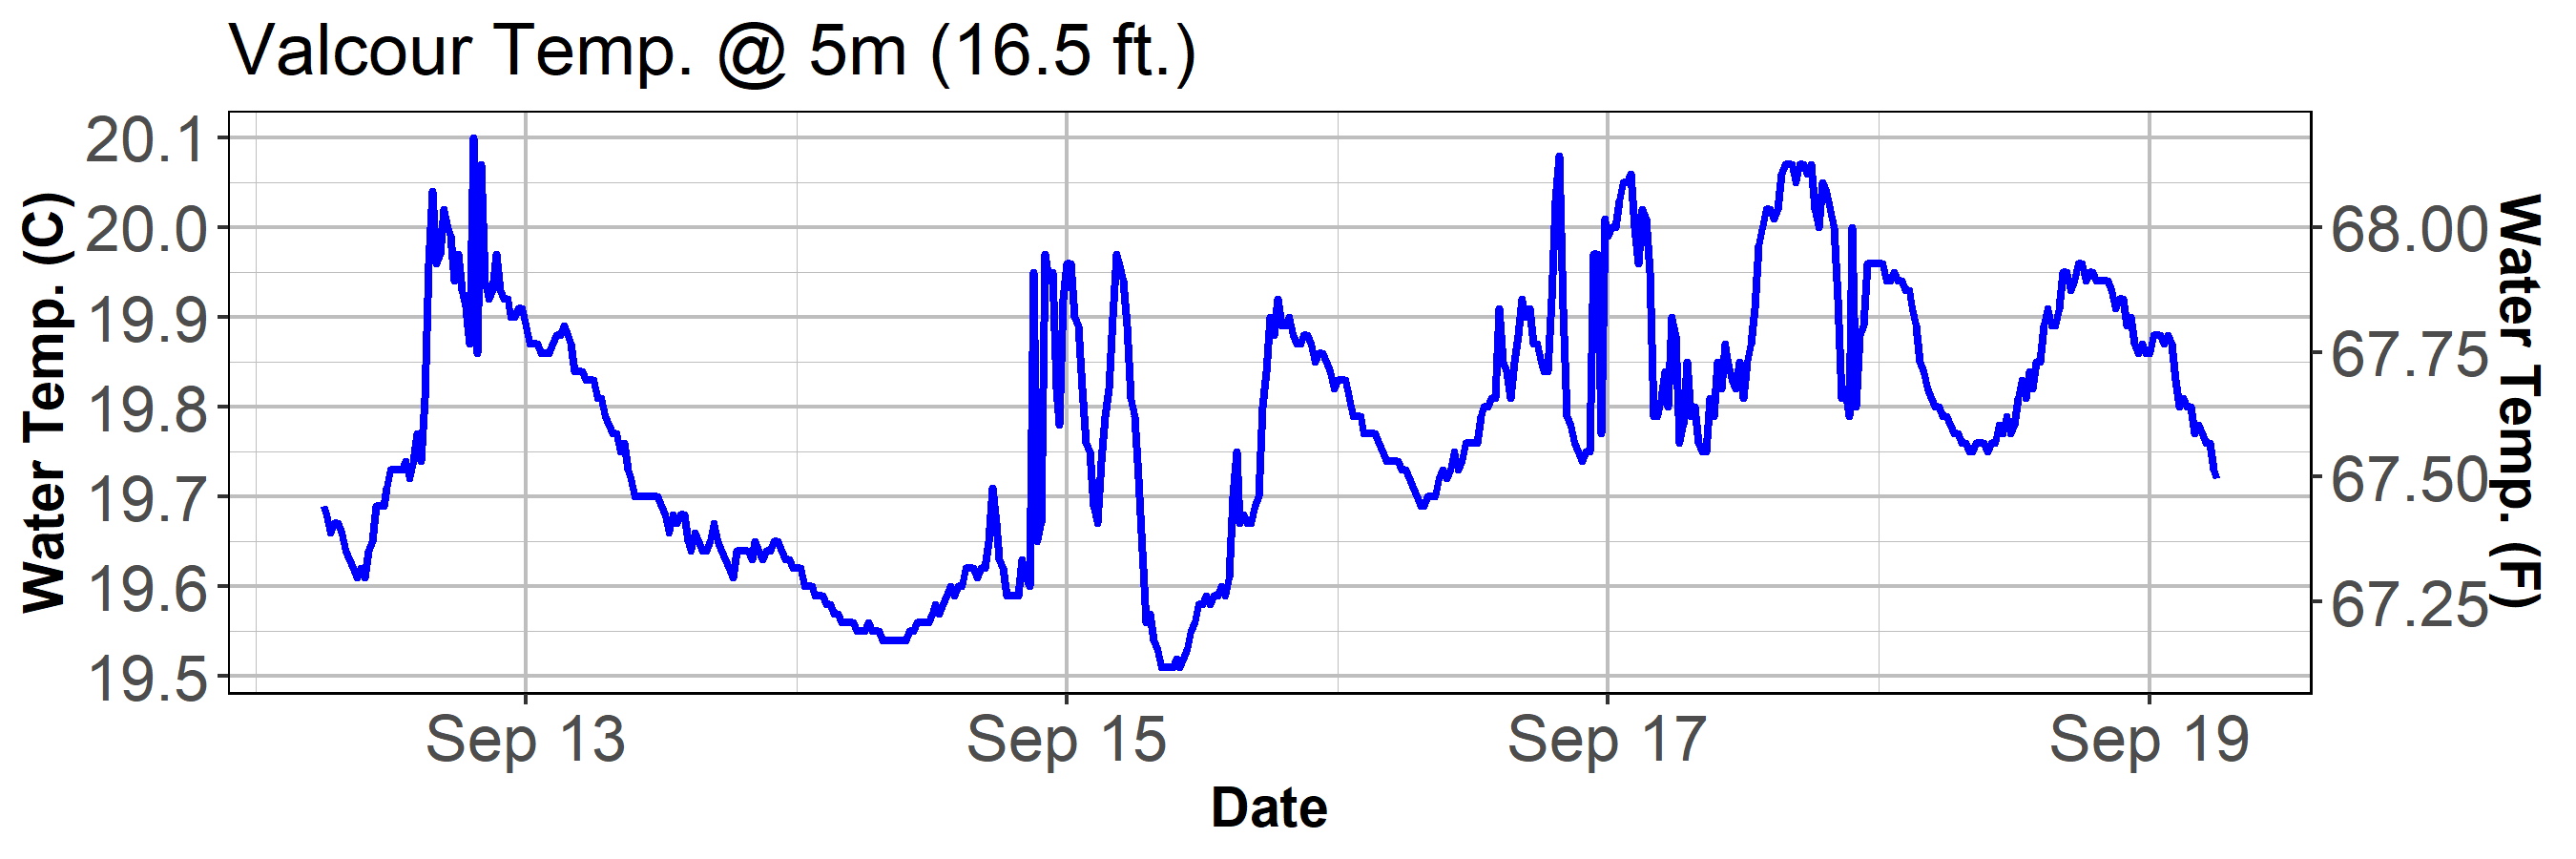 Valcour Temp. @ 5m (16.5 ft.)
Water Temp. (C)
20.1
20.0
19.9
19.8
19.7
19.6
19.5
68.00
67.75
67.50
67.25
Water Temp. (F)
Sep 13 Sep 15 Sep 17 Sep 19
Date